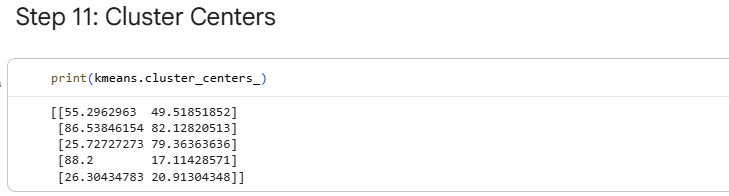 Step 11: Cluster Centers
print(kmeans.cluster_centers_)
[[55.2962963  49.51851852]
 [86.53846154 82.12820513]
 [25.72727273 79.36363636]
 [88.2        17.11428571]
 [26.30434783 20.91304348]]